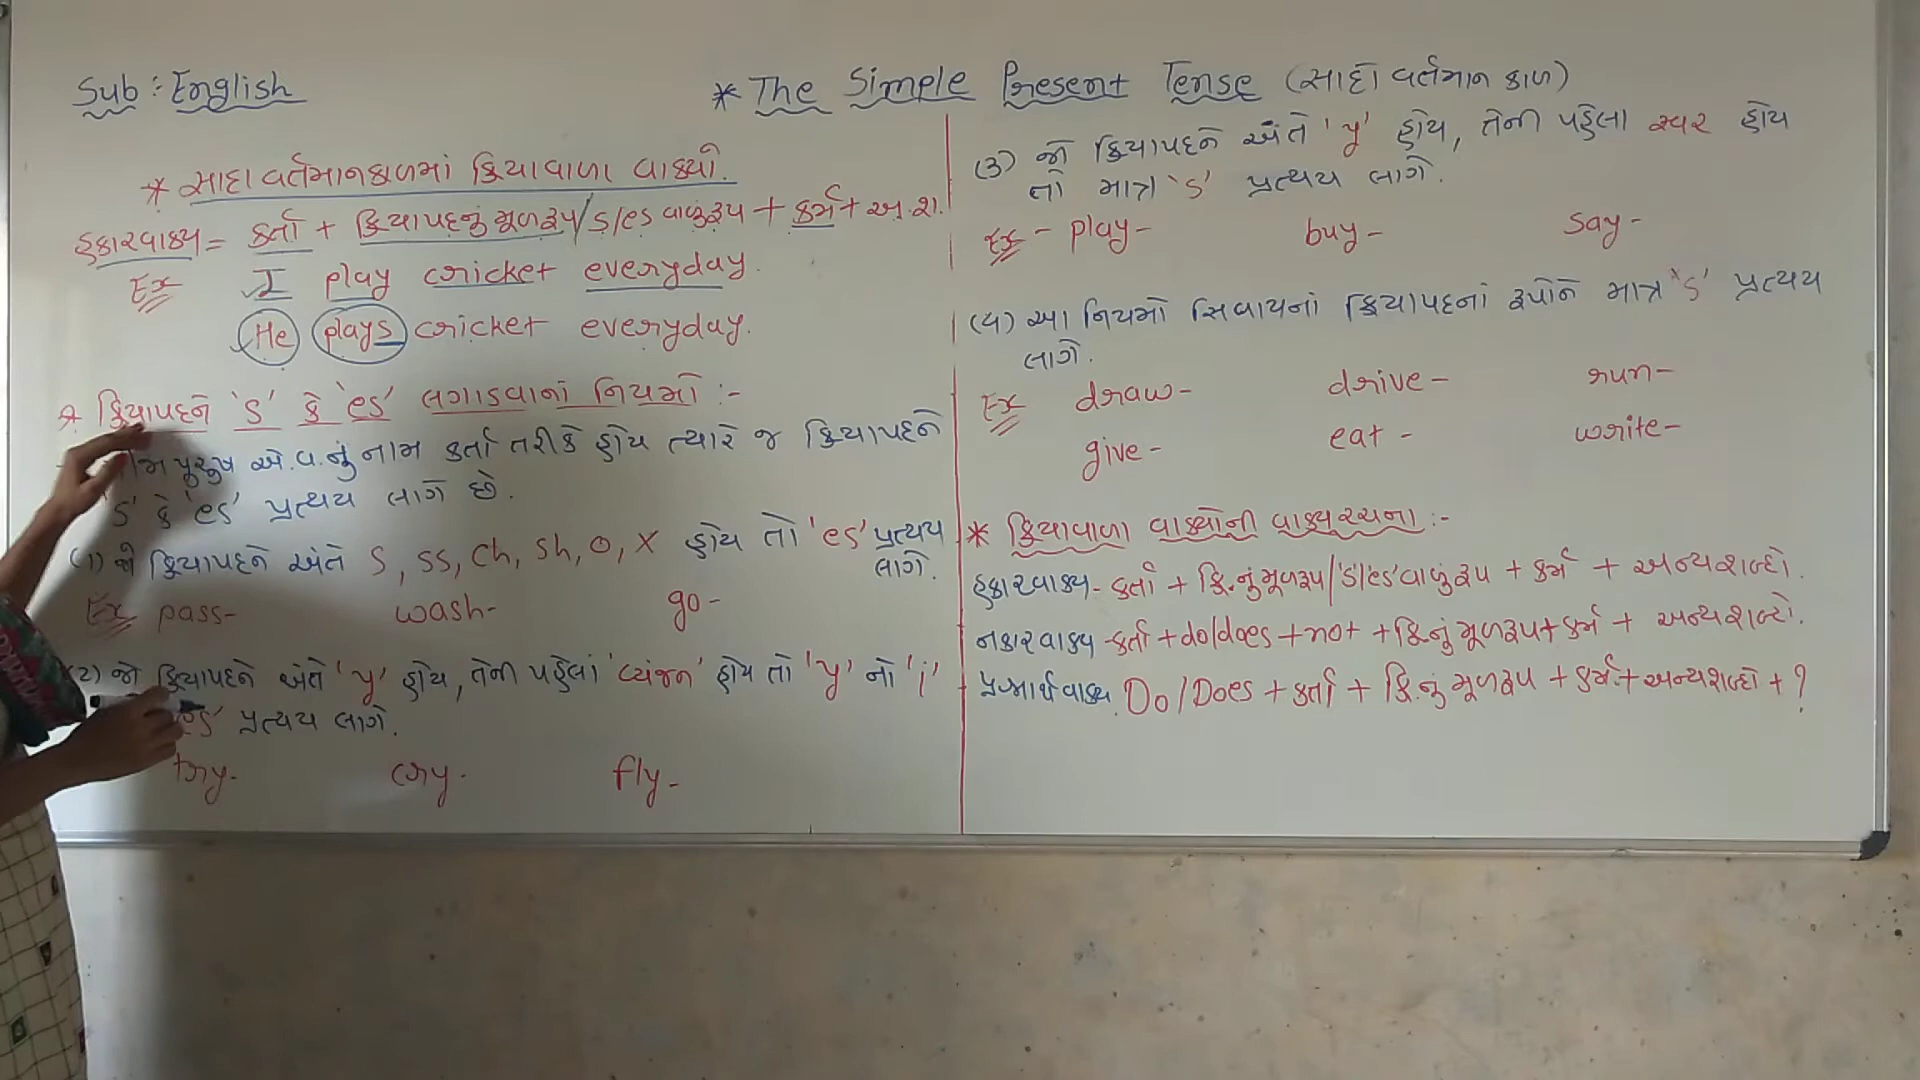 Sub : English
* The Simple Present Tense (સાદો વર્તમાન કાળ)
* સાદા વર્તમાનકાળમાં ક્રિયાવાળા વાક્યો.
હકારવાક્ય = કર્તા + ક્રિયાપદનું મૂળરૂપ/s/es વાળુંરૂપ + કર્મ + અ.શ.
Ex I play cricket everyday.
He plays cricket everyday.
* ક્રિયાપદને 's' કે 'es' લગાડવાનાં નિયમો :-
પુરુષ એ.વ.નું નામ કર્તા તરીકે હોય ત્યારે જ ક્રિયાપદને
's' કે 'es' પ્રત્યય લાગે છે.
(૧) જે ક્રિયાપદને અંતે s, ss, ch, sh, o, x હોય તો 'es' પ્રત્યય
લાગે.
Ex pass- wash- go-
(૨) જો ક્રિયાપદને અંતે 'y' હોય, તેની પહેલાં 'વ્યંજન' હોય તો 'y' નો 'i'
es' પ્રત્યય લાગે.
try- cry- fly-
(૩) જો ક્રિયાપદને અંતે 'y' હોય, તેની પહેલા સ્વર હોય
તો માત્ર 's' પ્રત્યય લાગે.
Ex - play- buy- say-
(૪) આ નિયમો સિવાયનાં ક્રિયાપદનાં રૂપોને માત્ર 's' પ્રત્યય
લાગે.
Ex draw- drive- run-
give- eat- write-
* ક્રિયાવાળા વાક્યોની વાક્યરચના :-
હકારવાક્ય - કર્તા + ક્રિ.નું મૂળરૂપ/'s'/'es' વાળું રૂપ + કર્મ + અન્યશબ્દો.
નકારવાક્ય - કર્તા + do/does + not + ક્રિ.નું મૂળરૂપ + કર્મ + અન્યશબ્દો.
પ્રશ્નાર્થવાક્ય Do/Does + કર્તા + ક્રિ.નું મૂળરૂપ + કર્મ + અન્યશબ્દો + ?